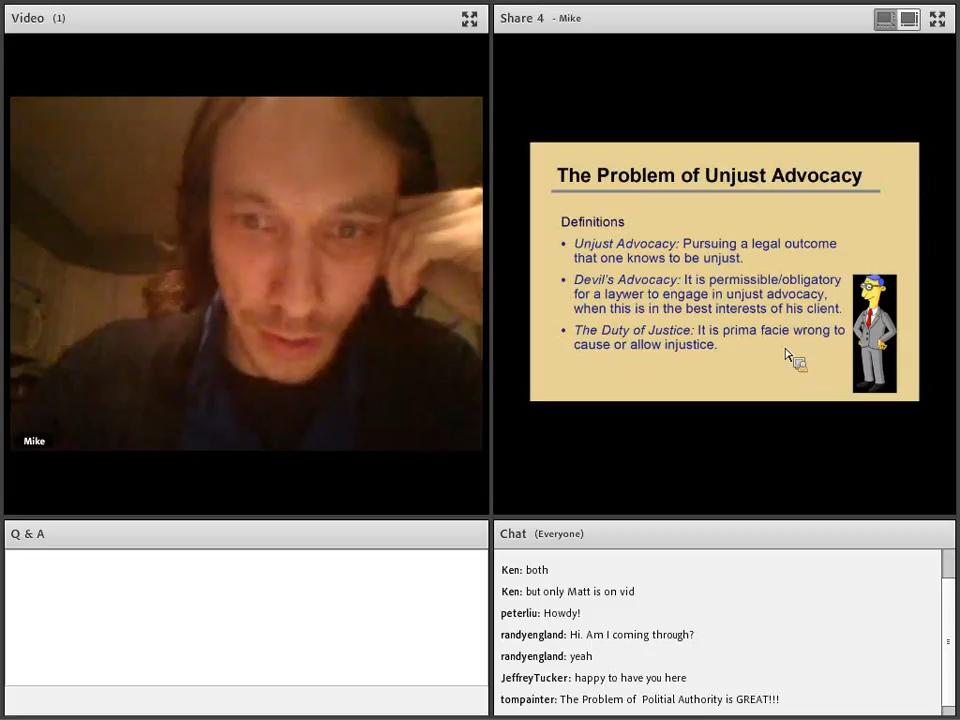 Video (1)
Mike
Share 4 - Mike
The Problem of Unjust Advocacy
Definitions
• Unjust Advocacy: Pursuing a legal outcome
that one knows to be unjust.
• Devil's Advocacy: It is permissible/obligatory
for a laywer to engage in unjust advocacy,
when this is in the best interests of his client.
• The Duty of Justice: It is prima facie wrong to
cause or allow injustice.
Q & A
Chat (Everyone)
Ken: both
Ken: but only Matt is on vid
peterliu: Howdy!
randyengland: Hi. Am I coming through?
randyengland: yeah
JeffreyTucker: happy to have you here
tompainter: The Problem of Politial Authority is GREAT!!!